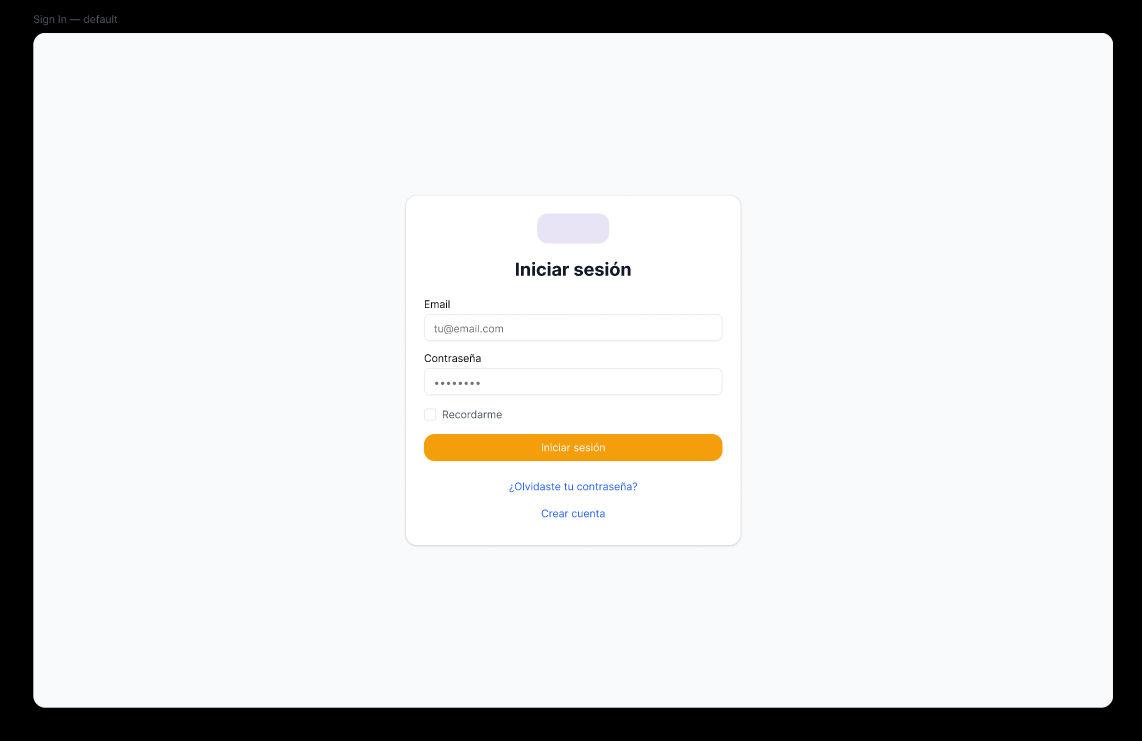 Sign In — default
Iniciar sesión
Email
tu@email.com
Contraseña
••••••••
Recordarme
Iniciar sesión
¿Olvidaste tu contraseña?
Crear cuenta